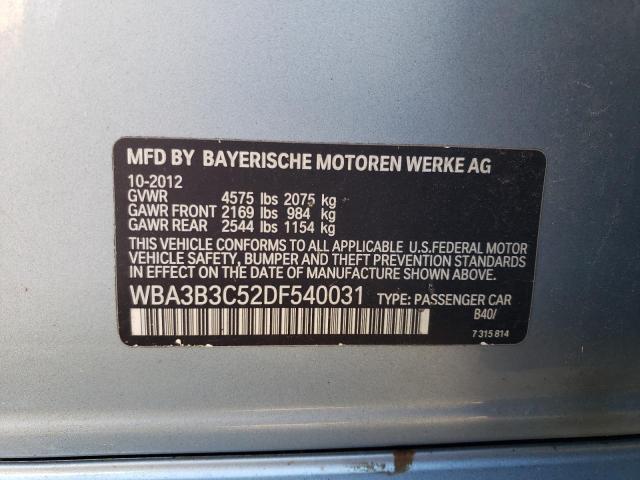 MFD BY BAYERISCHE MOTOREN WERKE AG
10-2012
GVWR 4575 lbs 2075 kg
GAWR FRONT 2169 lbs 984 kg
GAWR REAR 2544 lbs 1154 kg
THIS VEHICLE CONFORMS TO ALL APPLICABLE U.S.FEDERAL MOTOR
VEHICLE SAFETY, BUMPER AND THEFT PREVENTION STANDARDS
IN EFFECT ON THE DATE OF MANUFACTURE SHOWN ABOVE.
WBA3B3C52DF540031 TYPE: PASSENGER CAR
B40/
7 315 814